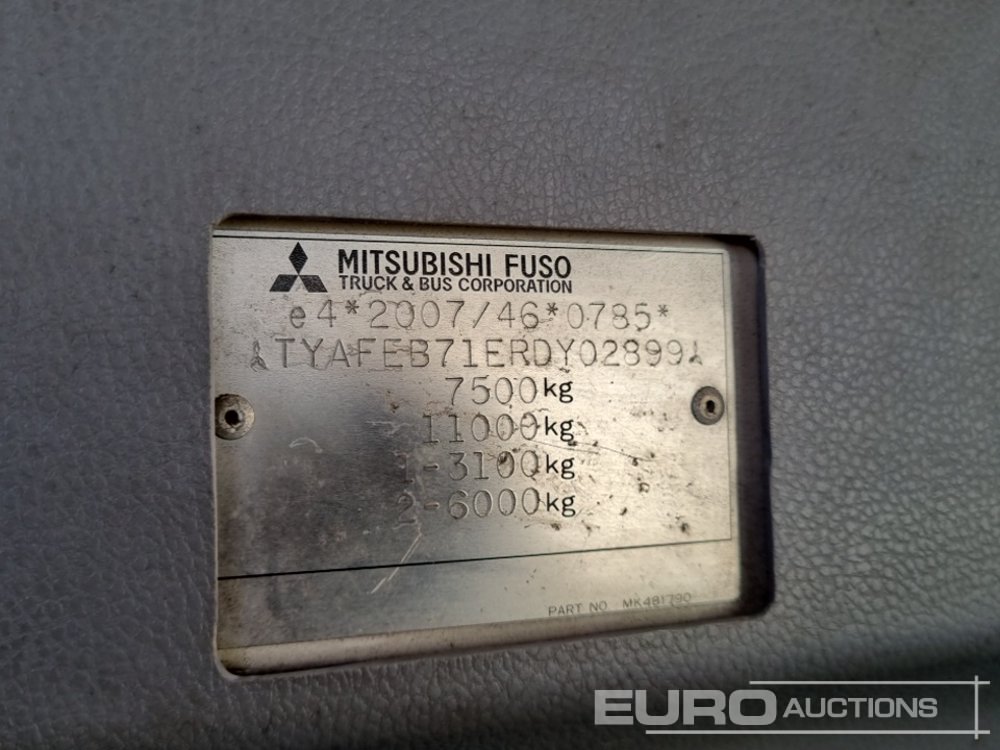 MITSUBISHI FUSO
TRUCK & BUS CORPORATION
e4*2007/46*0785*
TYAFEB71ERDY02899
7500kg
11000kg
1-3100kg
2-6000kg
PART NO MK481790
EURO AUCTIONS